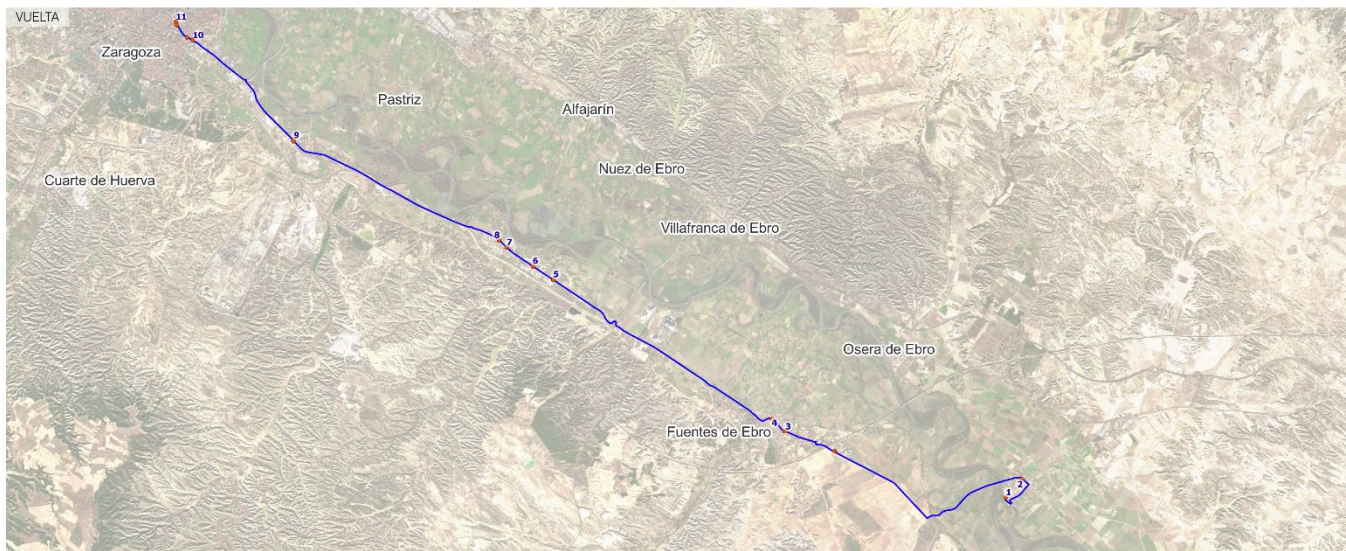 VUELTA
11
10
Zaragoza
Pastriz
Alfajarín
9
Nuez de Ebro
Cuarte de Huerva
Villafranca de Ebro
8
7
6
5
Osera de Ebro
4
3
Fuentes de Ebro
2
1